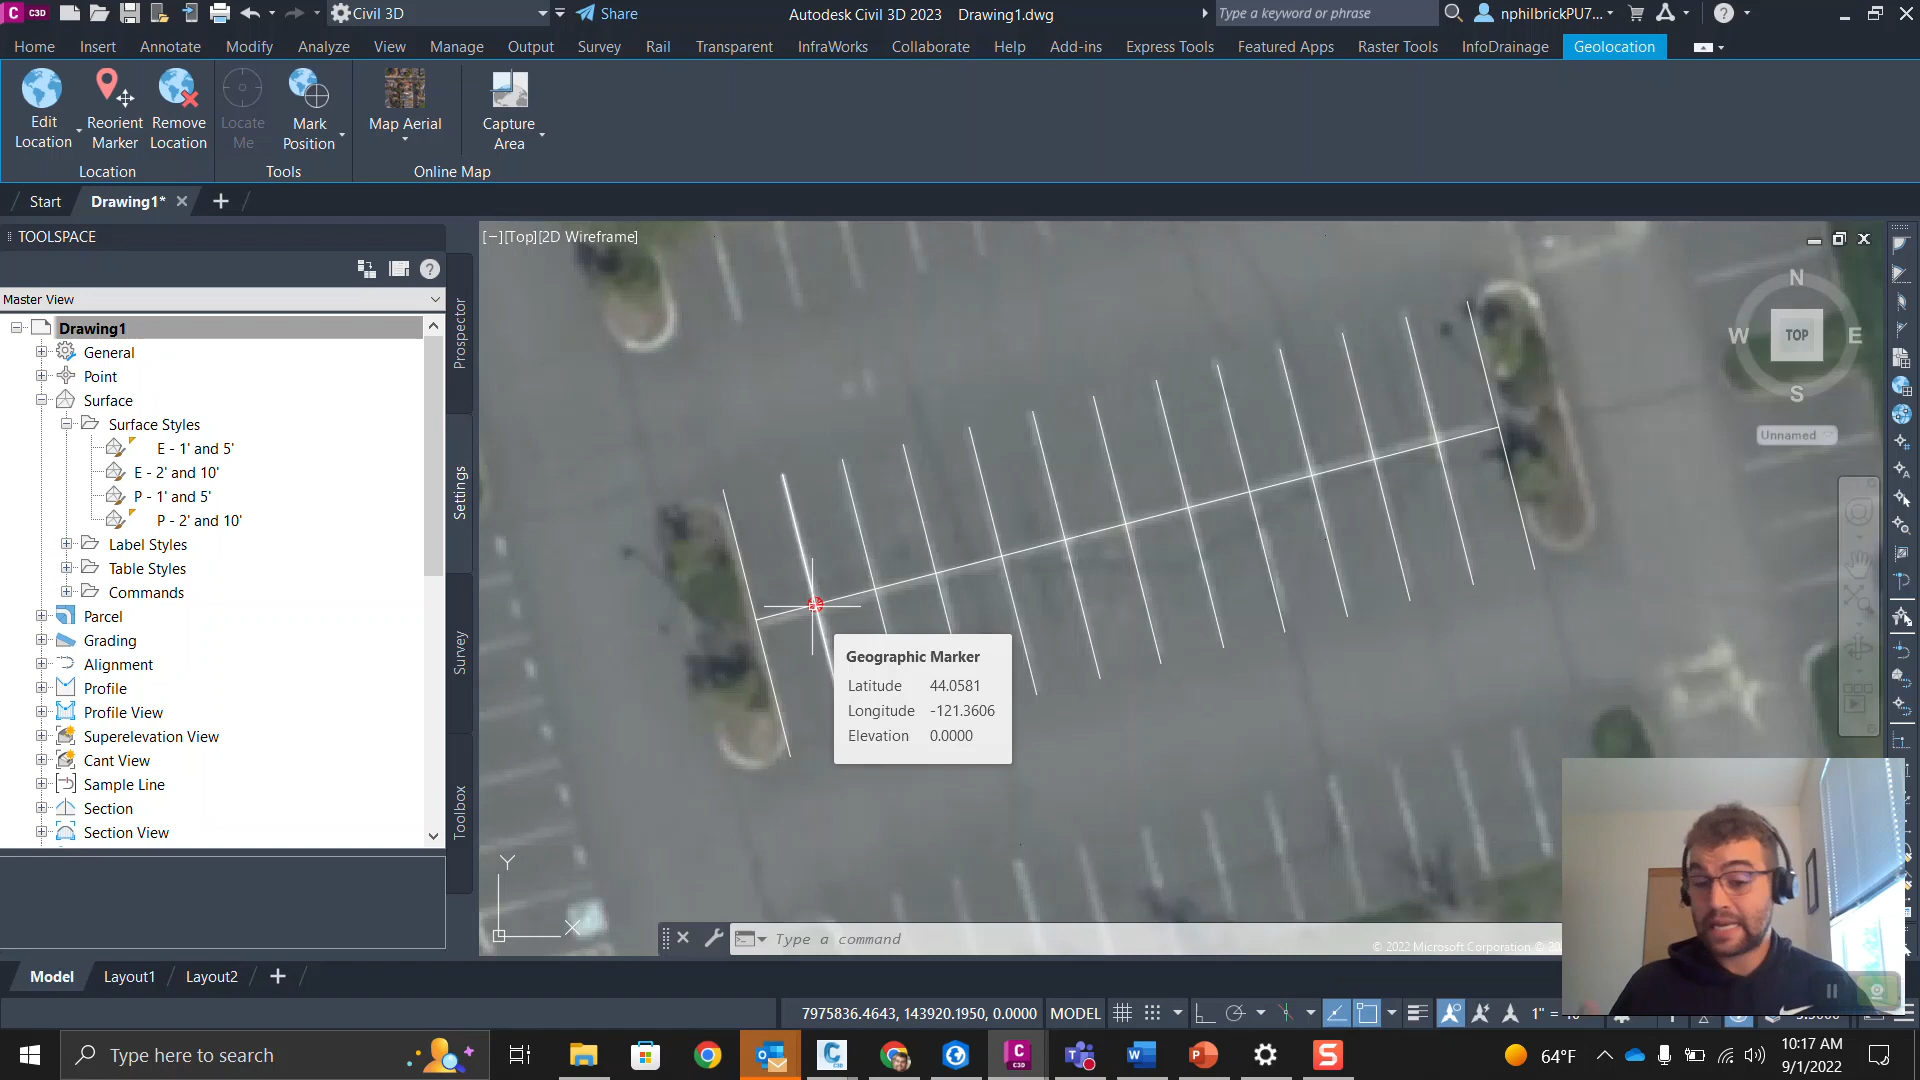 C C3D Civil 3D Share Autodesk Civil 3D 2023 Drawing1.dwg Type a keyword or phrase nphilbrickPU7...
Home Insert Annotate Modify Analyze View Manage Output Survey Rail Transparent InfraWorks Collaborate Help Add-ins Express Tools Featured Apps Raster Tools InfoDrainage Geolocation
Edit Location
Reorient Marker
Remove Location
Locate Me
Mark Position
Map Aerial
Capture Area
Location Tools Online Map
Start Drawing1*
TOOLSPACE
[−][Top][2D Wireframe]
Master View
Drawing1
General
Point
Surface
Surface Styles
E - 1' and 5'
E - 2' and 10'
P - 1' and 5'
P - 2' and 10'
Label Styles
Table Styles
Commands
Parcel
Grading
Alignment
Profile
Profile View
Superelevation View
Cant View
Sample Line
Section
Section View
Prospector
Settings
Survey
Toolbox
N
W TOP E
S
Unnamed
Geographic Marker
Latitude 44.0581
Longitude -121.3606
Elevation 0.0000
Y
X
Type a command
© 2022 Microsoft Corporation
Model Layout1 Layout2
7975836.4643, 143920.1950, 0.0000 MODEL
Type here to search
64°F
10:17 AM
9/1/2022